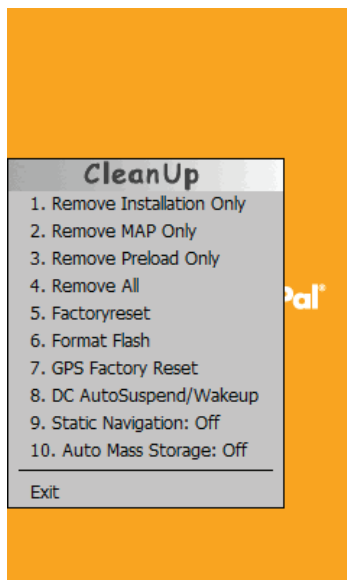 CleanUp
1. Remove Installation Only
2. Remove MAP Only
3. Remove Preload Only
4. Remove All
Pal®
5. Factoryreset
6. Format Flash
7. GPS Factory Reset
8. DC AutoSuspend/Wakeup
9. Static Navigation: Off
10. Auto Mass Storage: Off
Exit